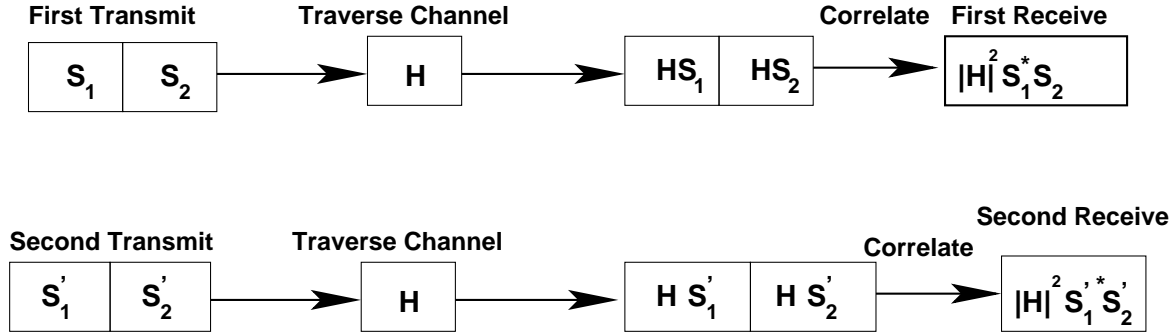 First Transmit Traverse Channel Correlate First Receive
S₁ S₂ H HS₁ HS₂ |H|² S₁* S₂
Second Receive
Second Transmit Traverse Channel Correlate
S₁' S₂' H H S₁' H S₂' |H|² S₁'* S₂'